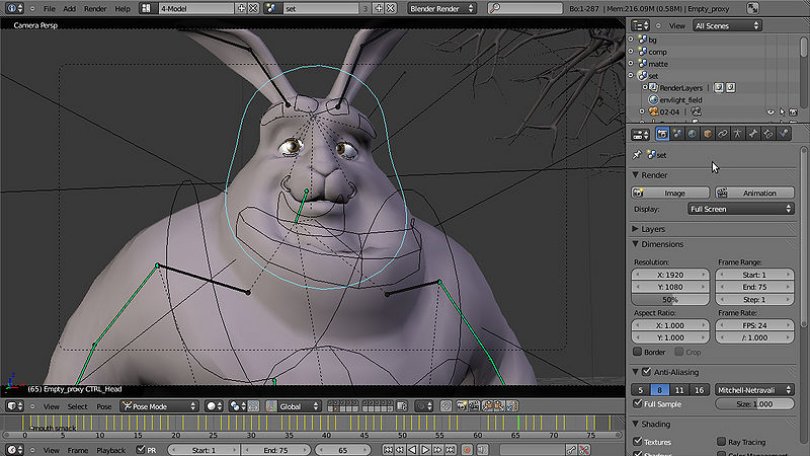 File Add Render Help 4-Model set 3 Blender Render Bo:1-287 | Mem:216.09M (0.58M) | Empty_proxy
Camera Persp
View All Scenes
bg
comp
matte
set
RenderLayers |
envlight_field
02-04 |
set
Render
Image Animation
Display: Full Screen
Layers
Dimensions
Resolution: Frame Range:
X: 1920 Start: 1
Y: 1080 End: 75
50% Step: 1
Aspect Ratio: Frame Rate:
X: 1.000 FPS: 24
Y: 1.000 /: 1.000
Border Crop
Anti-Aliasing
5 8 11 16 Mitchell-Netravali
Full Sample Size: 1.000
Shading
Textures Ray Tracing
(65) Empty_proxy CTRL_Head
View Select Pose Pose Mode Global
mouth smack
0 5 10 15 20 25 30 35 40 45 50 55 60 65 70 75
View Frame Playback PR Start: 1 End: 75 65